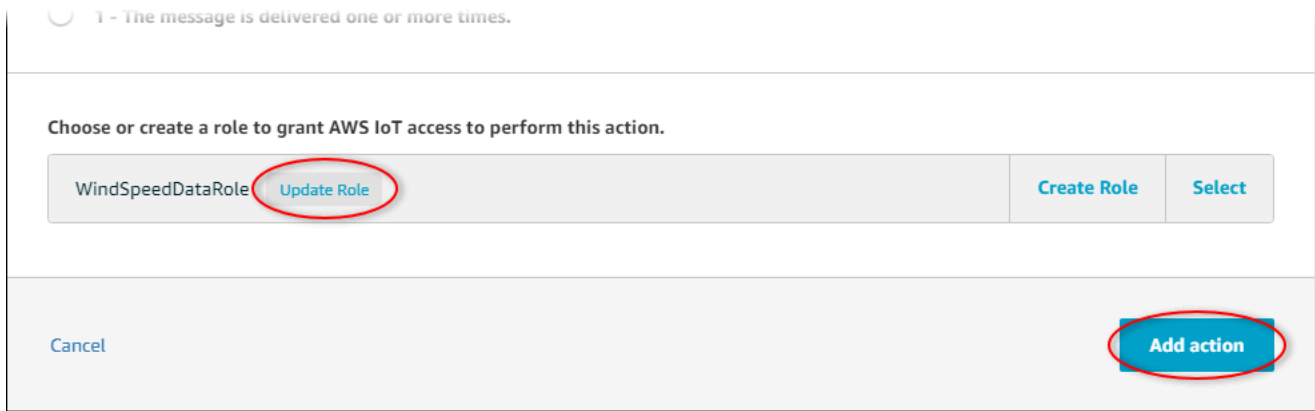 1 - The message is delivered one or more times.
Choose or create a role to grant AWS IoT access to perform this action.
WindSpeedDataRole Update Role Create Role Select
Cancel Add action